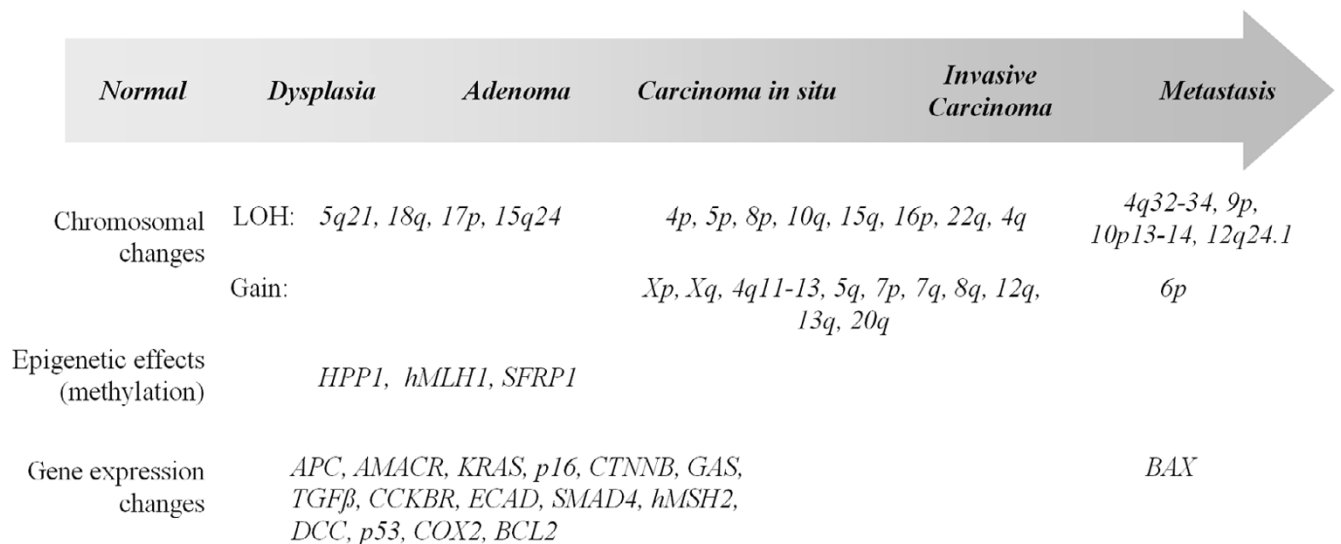 Normal Dysplasia Adenoma Carcinoma in situ Invasive Carcinoma Metastasis
Chromosomal changes
LOH: 5q21, 18q, 17p, 15q24
4p, 5p, 8p, 10q, 15q, 16p, 22q, 4q
4q32-34, 9p,
10p13-14, 12q24.1
Gain:
Xp, Xq, 4q11-13, 5q, 7p, 7q, 8q, 12q,
13q, 20q
6p
Epigenetic effects
(methylation)
HPP1, hMLH1, SFRP1
Gene expression
changes
APC, AMACR, KRAS, p16, CTNNB, GAS,
TGFβ, CCKBR, ECAD, SMAD4, hMSH2,
DCC, p53, COX2, BCL2
BAX